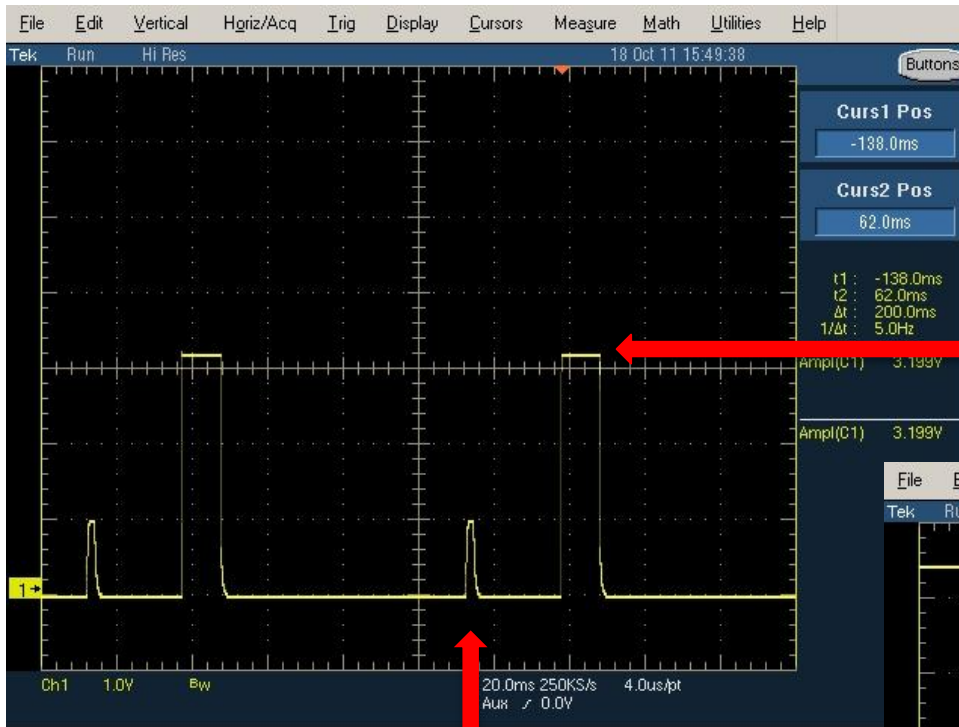 File Edit Vertical Horiz/Acq Trig Display Cursors Measure Math Utilities Help
Tek Run Hi Res 18 Oct 11 15:49:38
Buttons
Curs1 Pos
-138.0ms
Curs2 Pos
62.0ms
t1 : -138.0ms
t2 : 62.0ms
Δt : 200.0ms
1/Δt : 5.0Hz
Ampl(C1) 3.199V
Ampl(C1) 3.199V
1
Ch1 1.0V Bw 20.0ms 250KS/s 4.0us/pt
Aux 0.0V
File
Tek